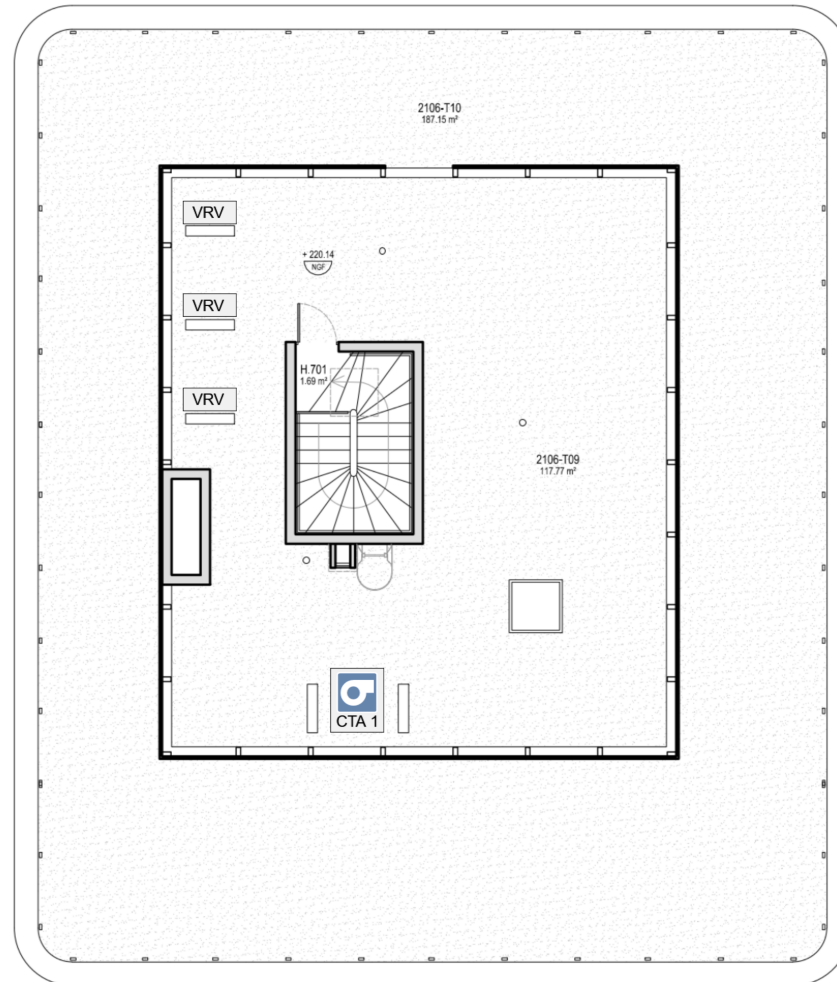 2106-T10
187.15 m²
VRV
+ 220.14
NGF
VRV
H.701
1.69 m²
VRV
2106-T09
117.77 m²
CTA 1